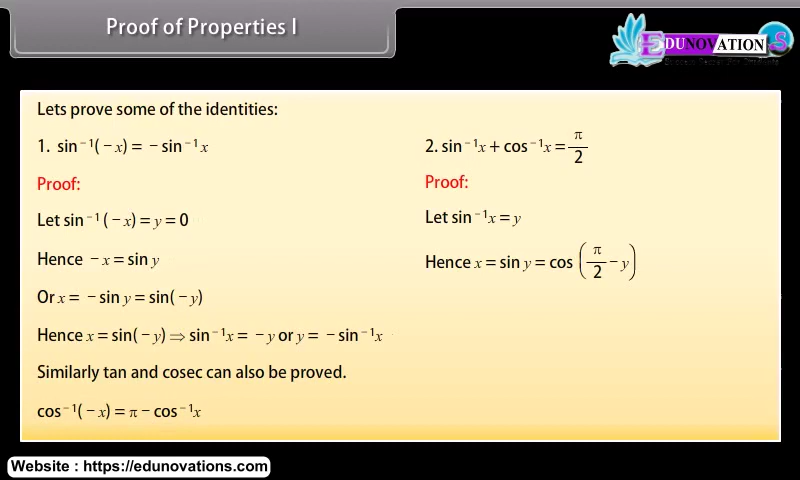 Proof of Properties I
EDUNOVATIONS
Lets prove some of the identities:
1. sin⁻¹(−x) = −sin⁻¹x
Proof:
Let sin⁻¹(−x) = y = 0
Hence −x = sin y
Or x = −sin y = sin(−y)
Hence x = sin(−y) ⇒ sin⁻¹x = −y or y = −sin⁻¹x
Similarly tan and cosec can also be proved.
cos⁻¹(−x) = π − cos⁻¹x
2. sin⁻¹x + cos⁻¹x = π/2
Proof:
Let sin⁻¹x = y
Hence x = sin y = cos (π/2 − y)
Website : https://edunovations.com